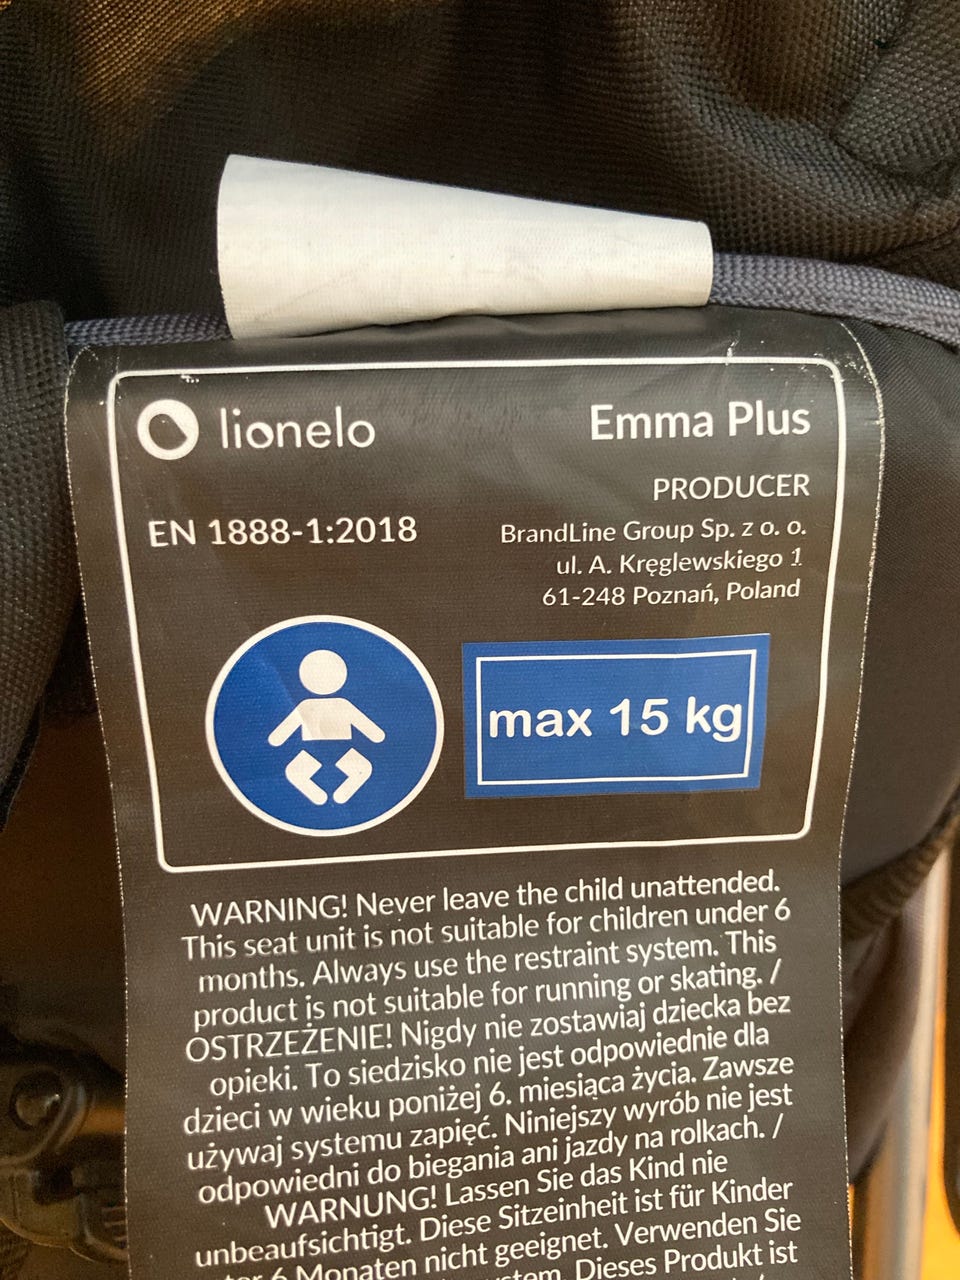 lionelo
Emma Plus
EN 1888-1:2018
PRODUCER
BrandLine Group Sp. z o. o.
ul. A. Kręglewskiego 1
61-248 Poznań, Poland
max 15 kg
WARNING! Never leave the child unattended.
This seat unit is not suitable for children under 6
months. Always use the restraint system. This
product is not suitable for running or skating. /
OSTRZEŻENIE! Nigdy nie zostawiaj dziecka bez
opieki. To siedzisko nie jest odpowiednie dla
dzieci w wieku poniżej 6. miesiąca życia. Zawsze
używaj systemu zapięć. Niniejszy wyrób nie jest
odpowiedni do biegania ani jazdy na rolkach. /
WARNUNG! Lassen Sie das Kind nie
unbeaufsichtigt. Diese Sitzeinheit ist für Kinder
6 Monaten nicht geeignet. Verwenden Sie
Dieses Produkt ist